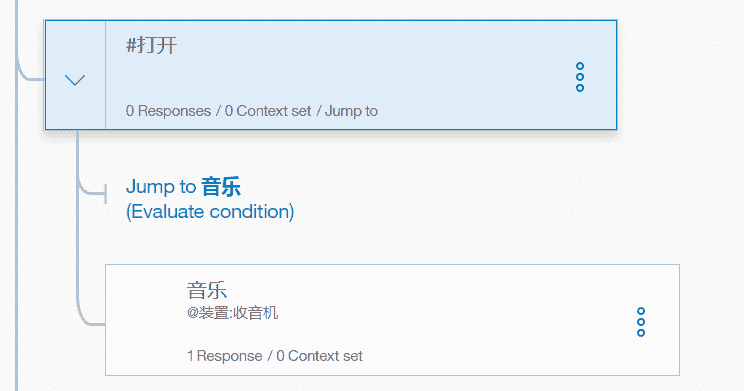 #打开
0 Responses / 0 Context set / Jump to
Jump to 音乐
(Evaluate condition)
音乐
@装置:收音机
1 Response / 0 Context set